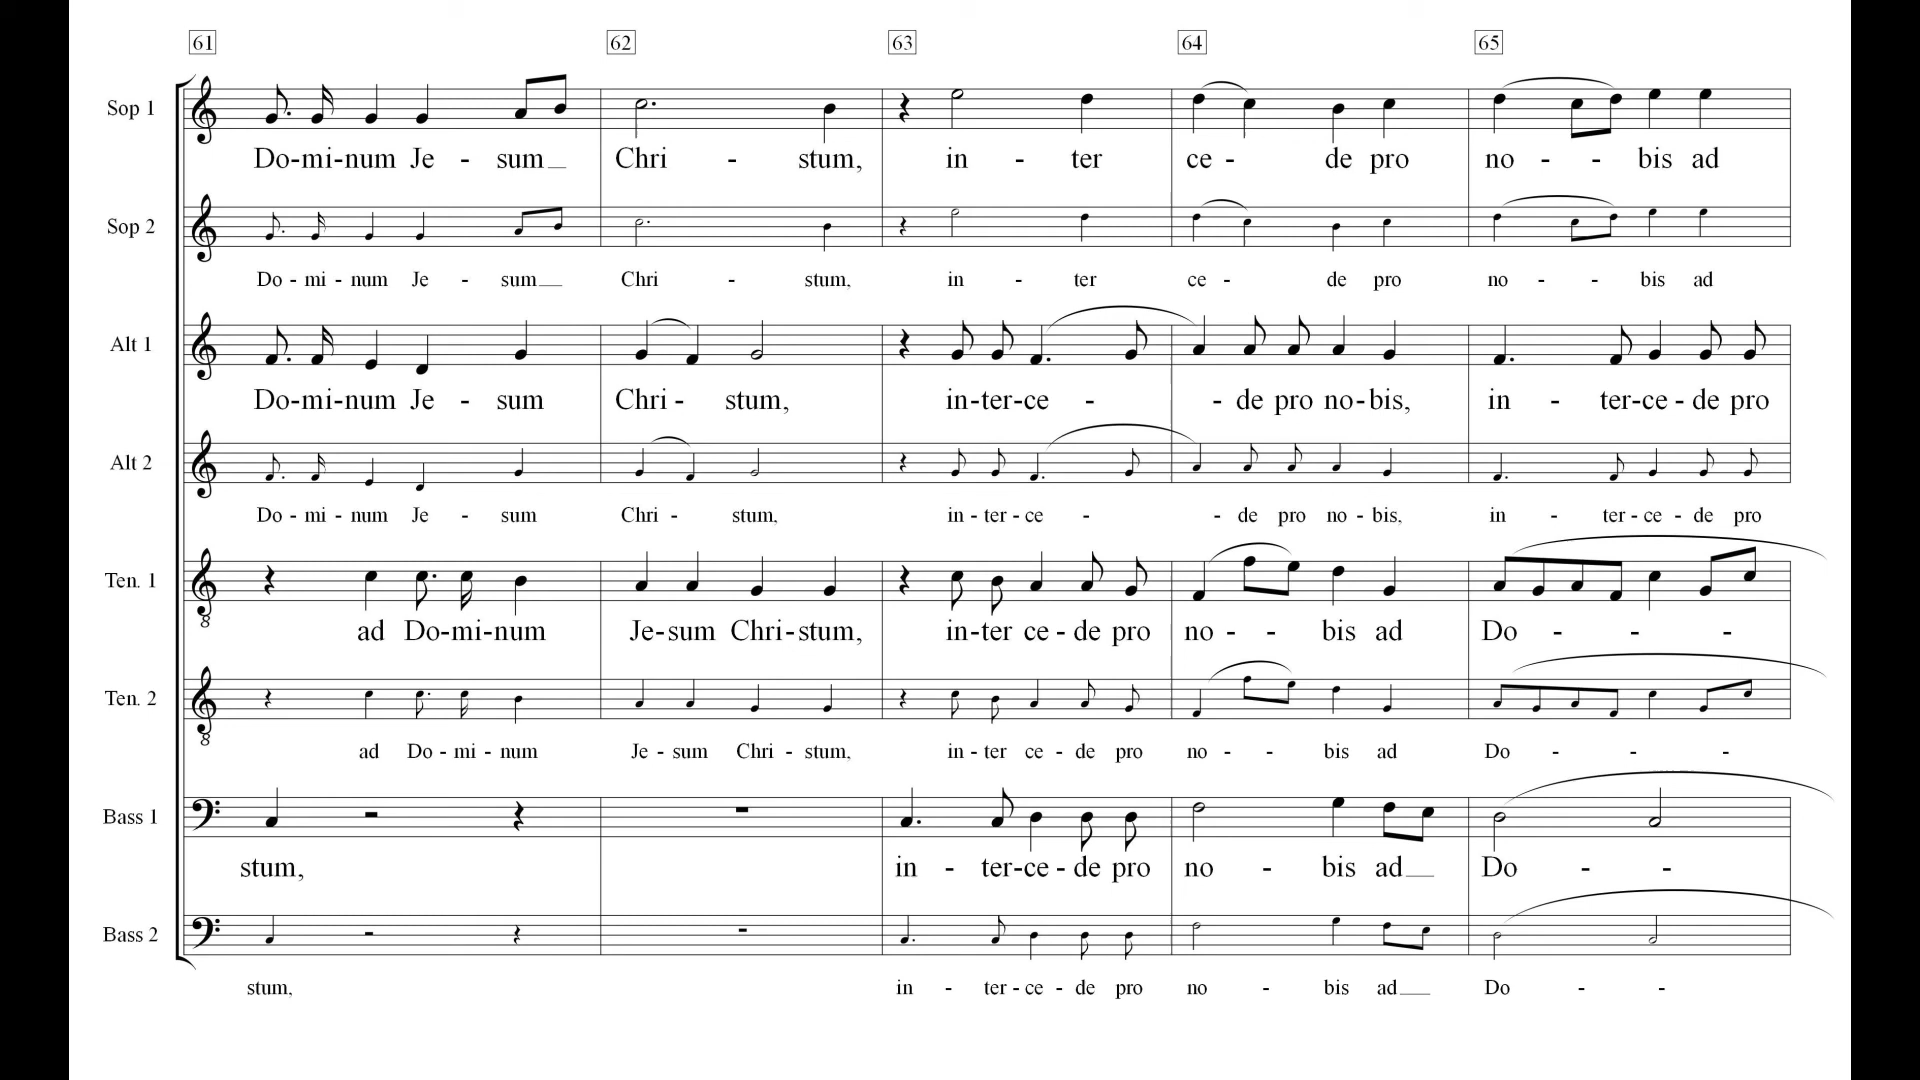 61 62 63 64 65
Sop 1
Do-mi-num Je - sum_ Chri - stum, in - ter ce - de pro no - - bis ad
Sop 2
Do - mi - num Je - sum_ Chri - stum, in - ter ce - de pro no - - bis ad
Alt 1
Do-mi-num Je - sum Chri - stum, in-ter-ce - - de pro no-bis, in - ter-ce - de pro
Alt 2
Do - mi - num Je - sum Chri - stum, in - ter - ce - - de pro no - bis, in - ter - ce - de pro
Ten. 1
8
ad Do-mi-num Je-sum Chri-stum, in-ter ce - de pro no - - bis ad Do - - -
Ten. 2
8
ad Do - mi - num Je - sum Chri - stum, in - ter ce - de pro no - - bis ad Do - - -
Bass 1
stum, in - ter-ce - de pro no - bis ad_ Do - -
Bass 2
stum, in - ter - ce - de pro no - bis ad_ Do - -